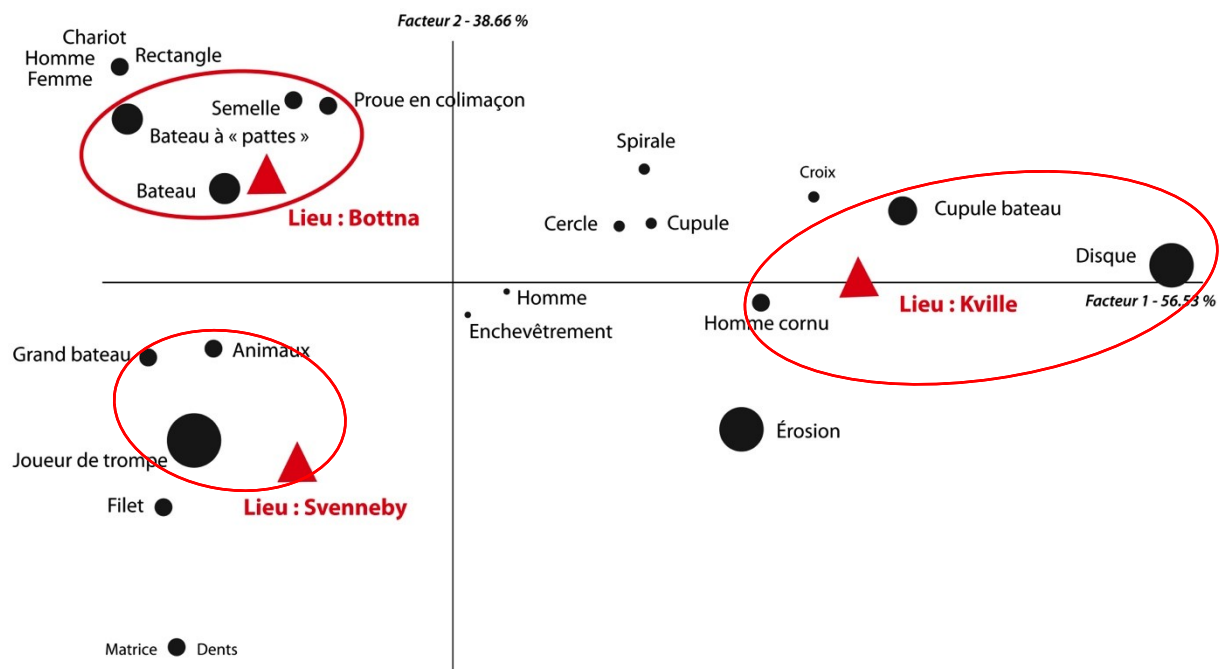 Facteur 2 - 38.66 %
Chariot
Homme
Femme
Rectangle
Semelle
Proue en colimaçon
Bateau à « pattes »
Bateau
Lieu : Bottna
Spirale
Croix
Cercle
Cupule
Cupule bateau
Disque
Facteur 1 - 56.53 %
Lieu : Kville
Homme
Homme cornu
Enchevêtrement
Grand bateau
Animaux
Érosion
Joueur de trompe
Filet
Lieu : Svenneby
Matrice
Dents